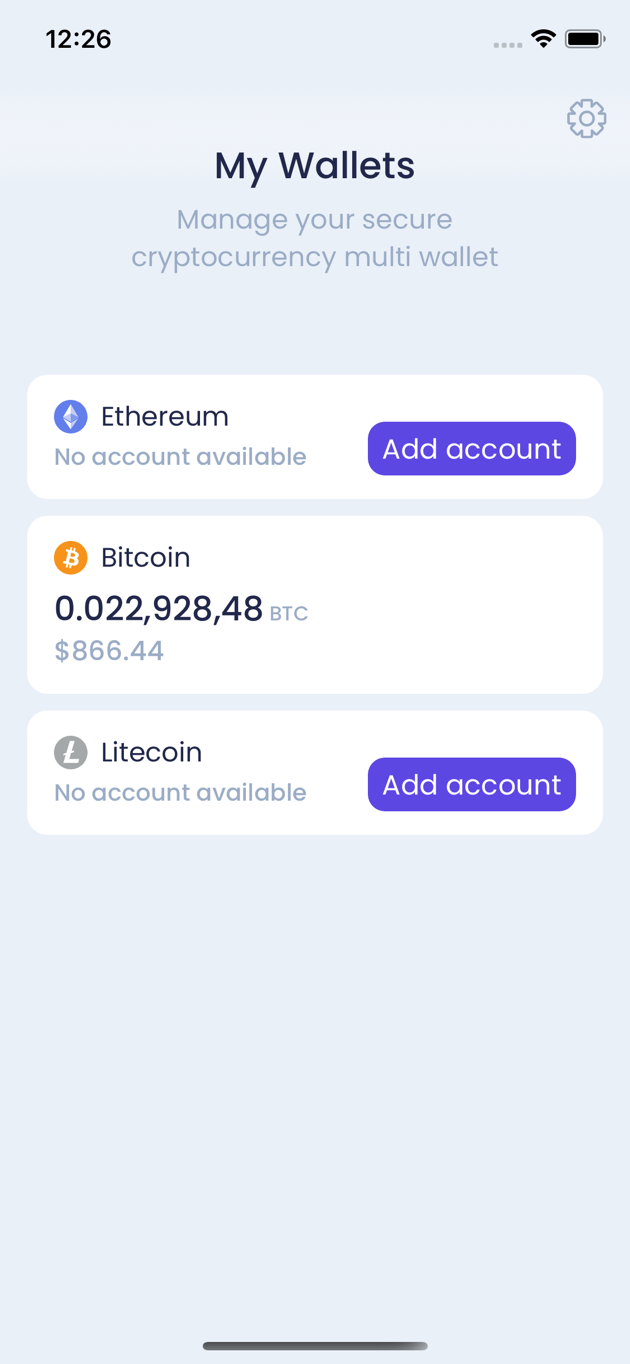 12:26
My Wallets
Manage your secure
cryptocurrency multi wallet
Ethereum
No account available
Add account
Bitcoin
0.022,928,48 BTC
$866.44
Litecoin
No account available
Add account